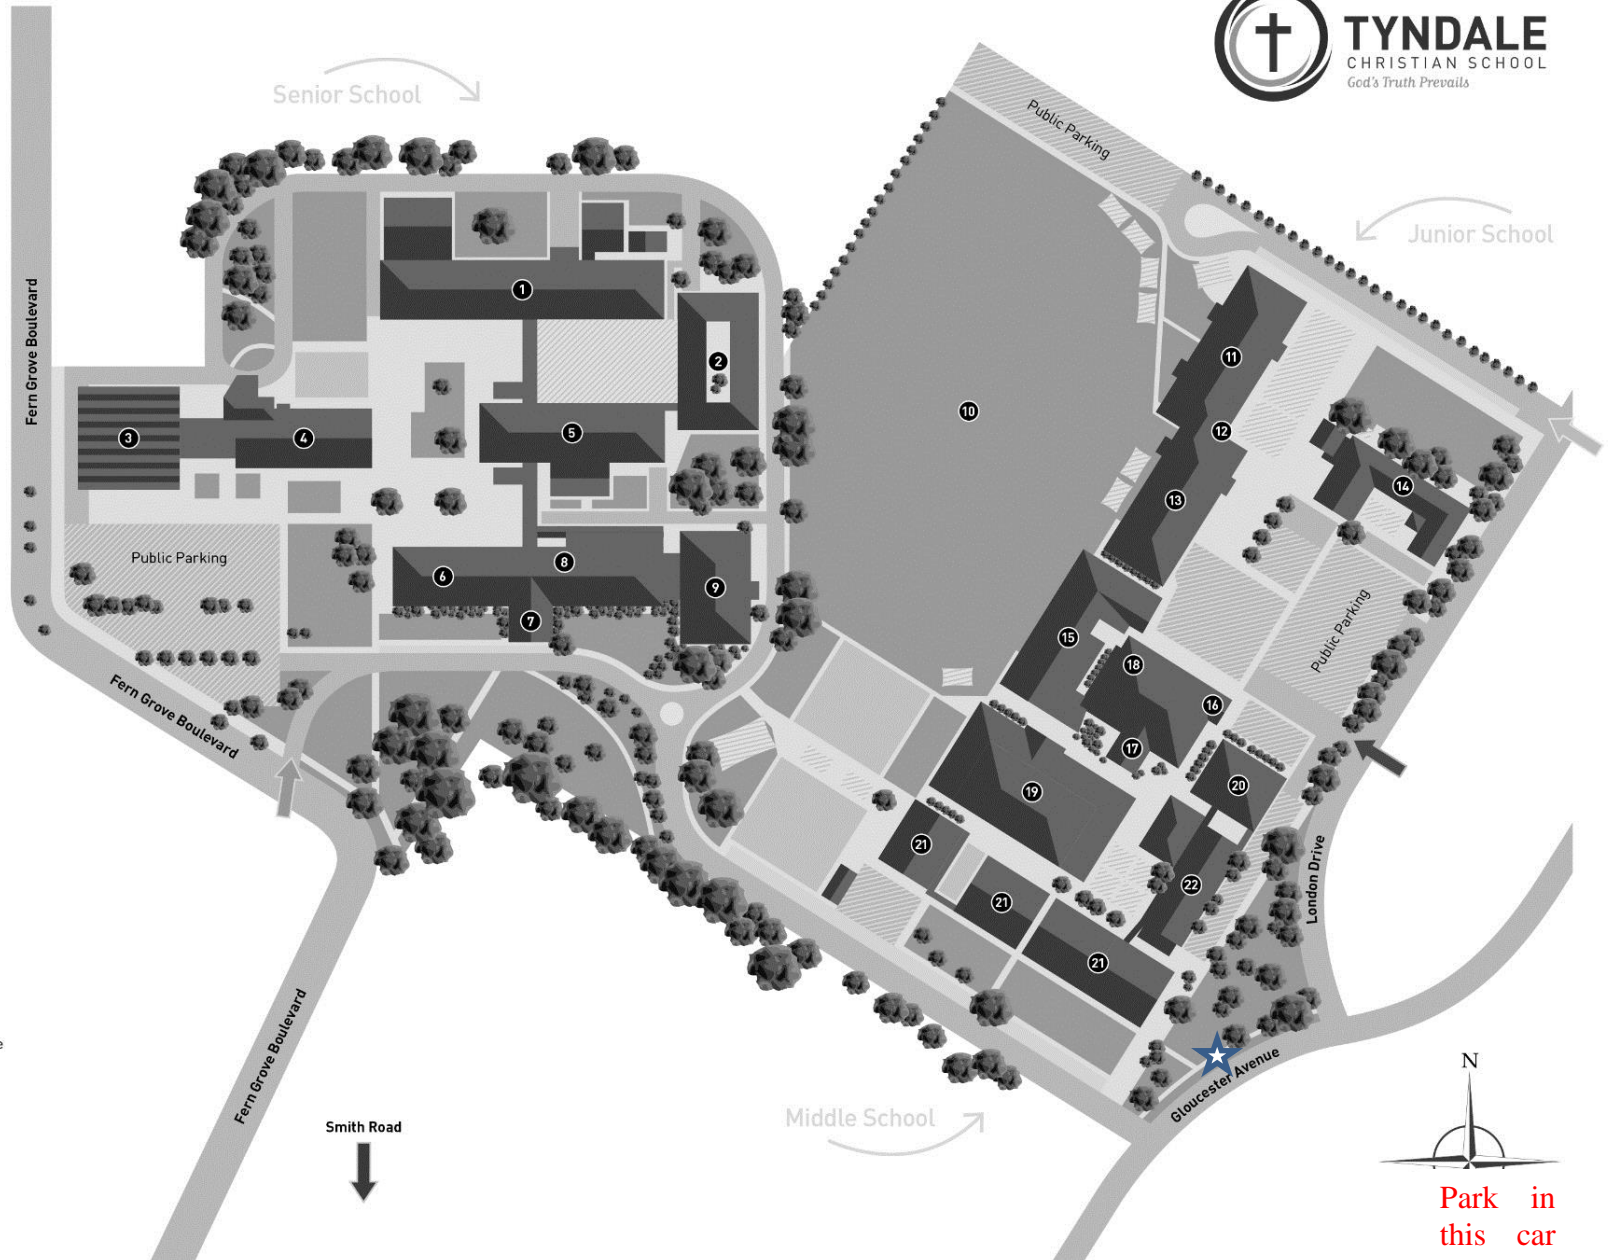 TYNDALE
CHRISTIAN SCHOOL
God's Truth Prevails
Senior School
Public Parking
Junior School
Fern Grove Boulevard
1
2
3
4
5
6
7
8
9
10
11
12
13
14
15
16
17
18
19
20
21
21
21
22
Public Parking
Public Parking
Fern Grove Boulevard
London Drive
Fern Grove Boulevard
e
Gloucester Avenue
Smith Road
Middle School
N
Park in
this car